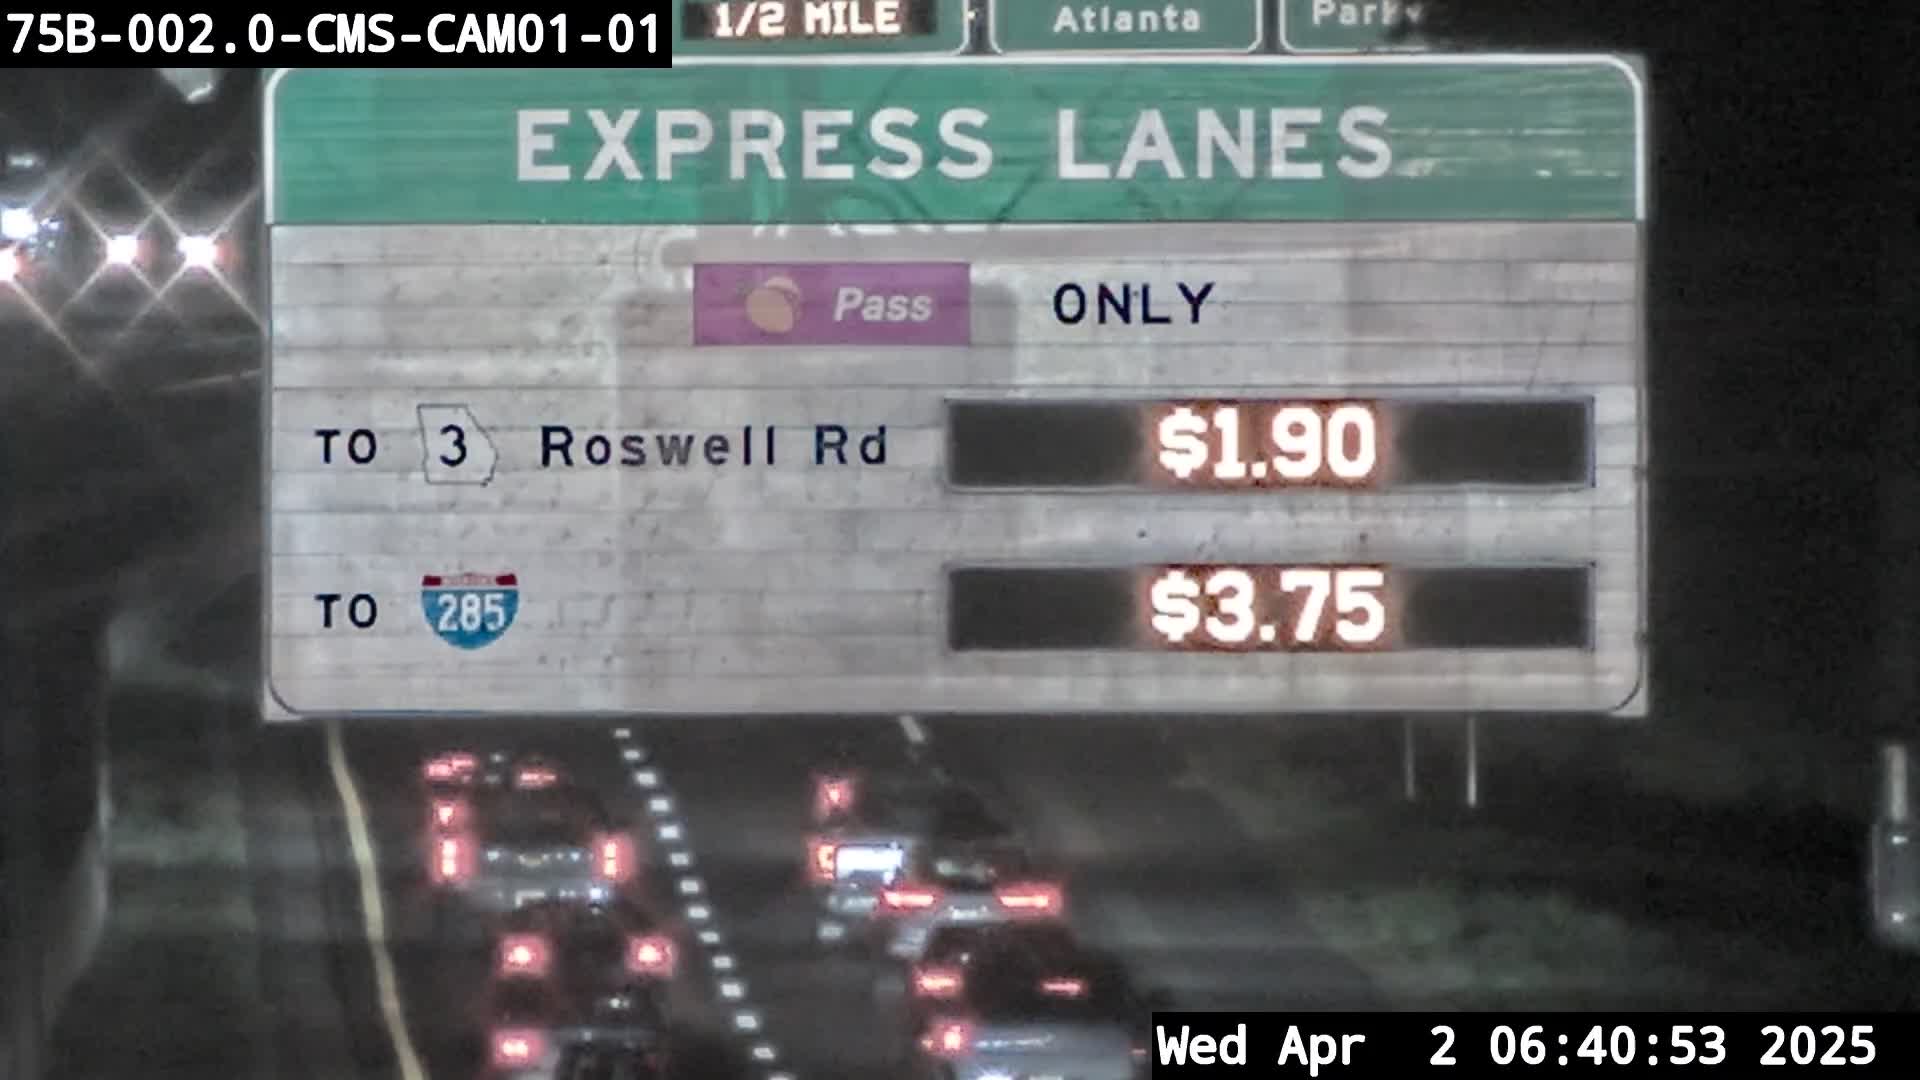 75B-002.0-CMS-CAM01-01
1/2 MILE
Atlanta
EXPRESS LANES
Pass ONLY
TO 3 Roswell Rd $1.90
TO 285 $3.75
Wed Apr 2 06:40:53 2025